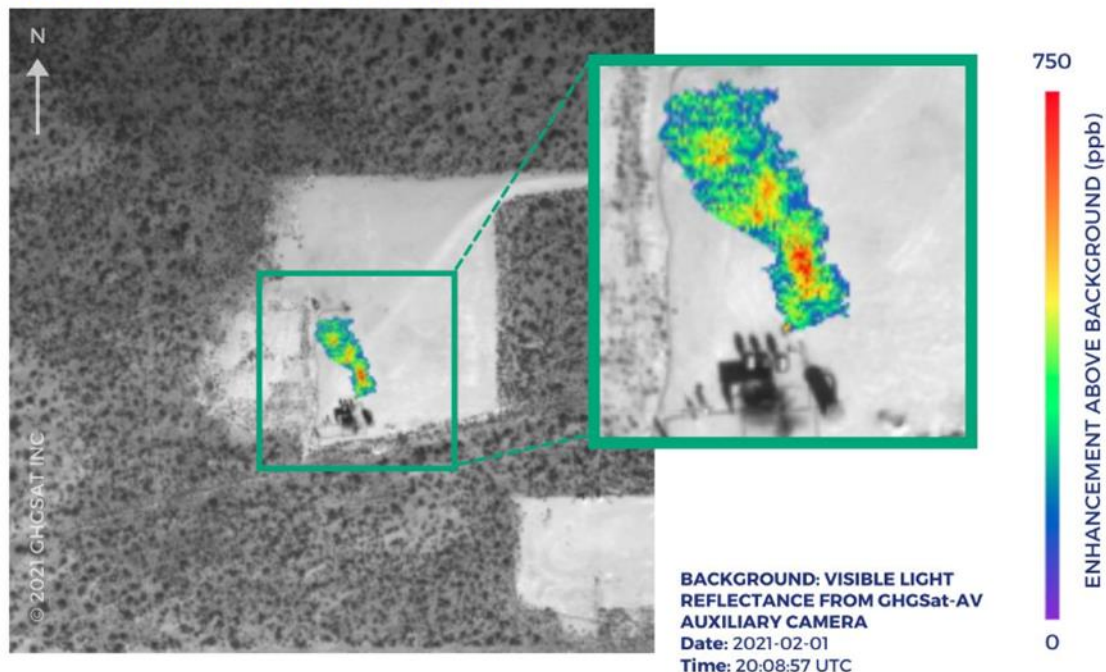 N
© 2021 GHGSAT INC
750
ENHANCEMENT ABOVE BACKGROUND (ppb)
0
BACKGROUND: VISIBLE LIGHT
REFLECTANCE FROM GHGSat-AV
AUXILIARY CAMERA
Date: 2021-02-01
Time: 20:08:57 UTC